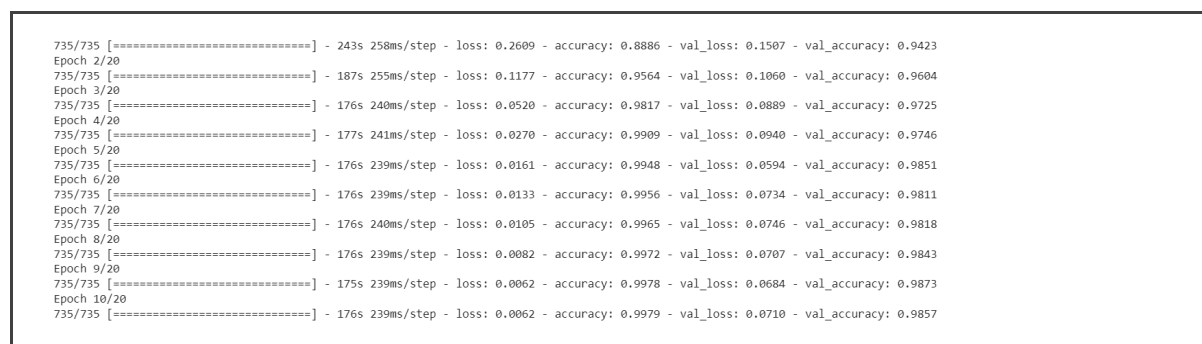 735/735 [==============================] - 243s 258ms/step - loss: 0.2609 - accuracy: 0.8886 - val_loss: 0.1507 - val_accuracy: 0.9423
Epoch 2/20
735/735 [==============================] - 187s 255ms/step - loss: 0.1177 - accuracy: 0.9564 - val_loss: 0.1060 - val_accuracy: 0.9604
Epoch 3/20
735/735 [==============================] - 176s 240ms/step - loss: 0.0520 - accuracy: 0.9817 - val_loss: 0.0889 - val_accuracy: 0.9725
Epoch 4/20
735/735 [==============================] - 177s 241ms/step - loss: 0.0270 - accuracy: 0.9909 - val_loss: 0.0940 - val_accuracy: 0.9746
Epoch 5/20
735/735 [==============================] - 176s 239ms/step - loss: 0.0161 - accuracy: 0.9948 - val_loss: 0.0594 - val_accuracy: 0.9851
Epoch 6/20
735/735 [==============================] - 176s 239ms/step - loss: 0.0133 - accuracy: 0.9956 - val_loss: 0.0734 - val_accuracy: 0.9811
Epoch 7/20
735/735 [==============================] - 176s 240ms/step - loss: 0.0105 - accuracy: 0.9965 - val_loss: 0.0746 - val_accuracy: 0.9818
Epoch 8/20
735/735 [==============================] - 176s 239ms/step - loss: 0.0082 - accuracy: 0.9972 - val_loss: 0.0707 - val_accuracy: 0.9843
Epoch 9/20
735/735 [==============================] - 175s 239ms/step - loss: 0.0062 - accuracy: 0.9978 - val_loss: 0.0684 - val_accuracy: 0.9873
Epoch 10/20
735/735 [==============================] - 176s 239ms/step - loss: 0.0062 - accuracy: 0.9979 - val_loss: 0.0710 - val_accuracy: 0.9857